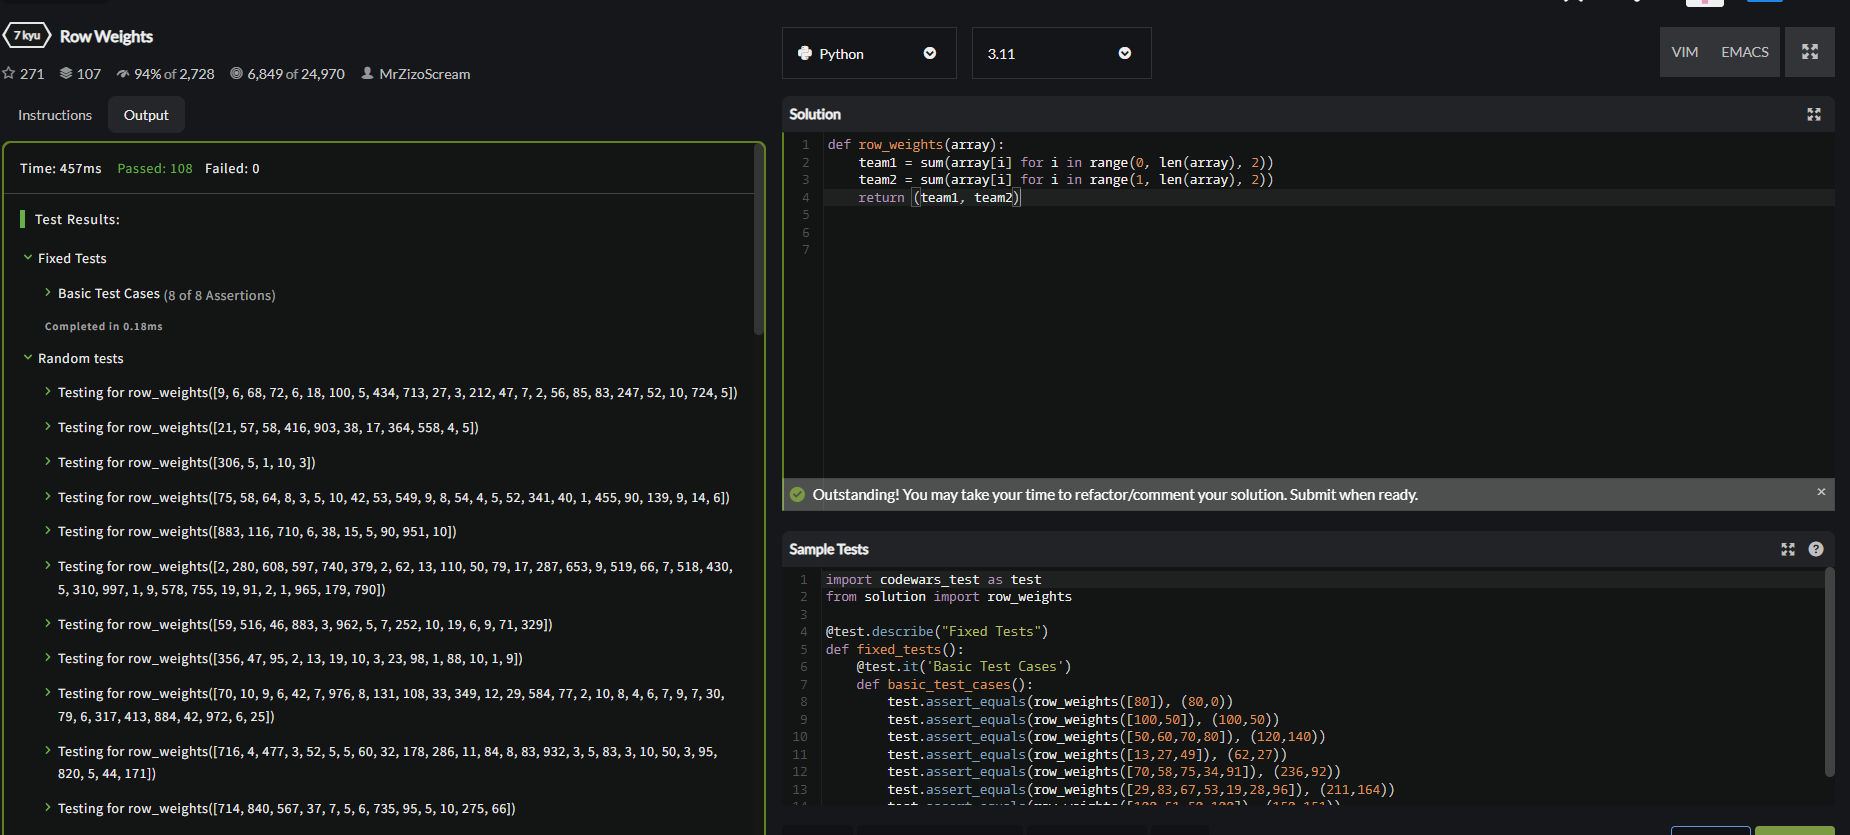 7 kyu Row Weights
271 107 94% of 2,728 6,849 of 24,970 MrZizoScream
Instructions Output
Time: 457ms Passed: 108 Failed: 0
Test Results:
Fixed Tests
Basic Test Cases (8 of 8 Assertions)
Completed in 0.18ms
Random tests
Testing for row_weights([9, 6, 68, 72, 6, 18, 100, 5, 434, 713, 27, 3, 212, 47, 7, 2, 56, 85, 83, 247, 52, 10, 724, 5])
Testing for row_weights([21, 57, 58, 416, 903, 38, 17, 364, 558, 4, 5])
Testing for row_weights([306, 5, 1, 10, 3])
Testing for row_weights([75, 58, 64, 8, 3, 5, 10, 42, 53, 549, 9, 8, 54, 4, 5, 52, 341, 40, 1, 455, 90, 139, 9, 14, 6])
Testing for row_weights([883, 116, 710, 6, 38, 15, 5, 90, 951, 10])
Testing for row_weights([2, 280, 608, 597, 740, 379, 2, 62, 13, 110, 50, 79, 17, 287, 653, 9, 519, 66, 7, 518, 430,
5, 310, 997, 1, 9, 578, 755, 19, 91, 2, 1, 965, 179, 790])
Testing for row_weights([59, 516, 46, 883, 3, 962, 5, 7, 252, 10, 19, 6, 9, 71, 329])
Testing for row_weights([356, 47, 95, 2, 13, 19, 10, 3, 23, 98, 1, 88, 10, 1, 9])
Testing for row_weights([70, 10, 9, 6, 42, 7, 976, 8, 131, 108, 33, 349, 12, 29, 584, 77, 2, 10, 8, 4, 6, 7, 9, 7, 30,
79, 6, 317, 413, 884, 42, 972, 6, 25])
Testing for row_weights([716, 4, 477, 3, 52, 5, 5, 60, 32, 178, 286, 11, 84, 8, 83, 932, 3, 5, 83, 3, 10, 50, 3, 95,
820, 5, 44, 171])
Testing for row_weights([714, 840, 567, 37, 7, 5, 6, 735, 95, 5, 10, 275, 66])
Python 3.11 VIM EMACS
Solution
1 def row_weights(array):
2 team1 = sum(array[i] for i in range(0, len(array), 2))
3 team2 = sum(array[i] for i in range(1, len(array), 2))
4 return (team1, team2)
5
6
7
Outstanding! You may take your time to refactor/comment your solution. Submit when ready.
Sample Tests
1 import codewars_test as test
2 from solution import row_weights
3
4 @test.describe("Fixed Tests")
5 def fixed_tests():
6 @test.it('Basic Test Cases')
7 def basic_test_cases():
8 test.assert_equals(row_weights([80]), (80,0))
9 test.assert_equals(row_weights([100,50]), (100,50))
10 test.assert_equals(row_weights([50,60,70,80]), (120,140))
11 test.assert_equals(row_weights([13,27,49]), (62,27))
12 test.assert_equals(row_weights([70,58,75,34,91]), (236,92))
13 test.assert_equals(row_weights([29,83,67,53,19,28,96]), (211,164))